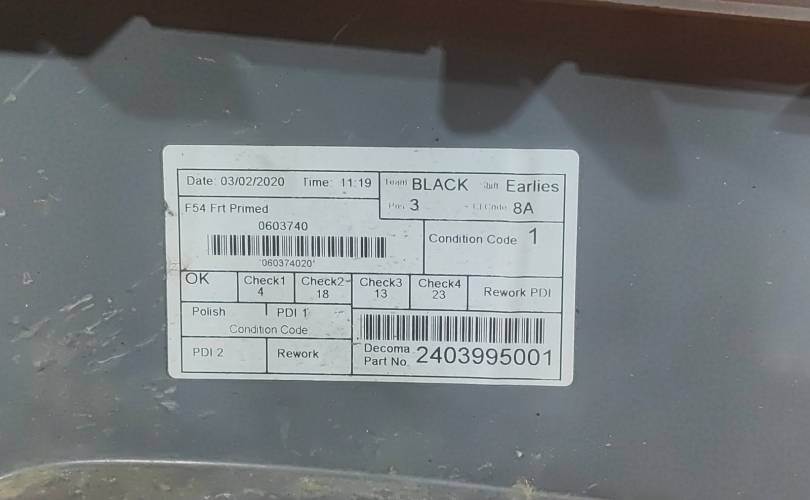 Date: 03/02/2020 Time: 11:19 Team BLACK Shift Earlies
Pos 3 8A
F54 Frt Primed
0603740
Condition Code 1
*060374020*
OK Check1 Check2 Check3 Check4 Rework PDI
4 18 13 23
Polish PDI 1
Condition Code
PDI 2 Rework
Decoma
Part No. 2403995001